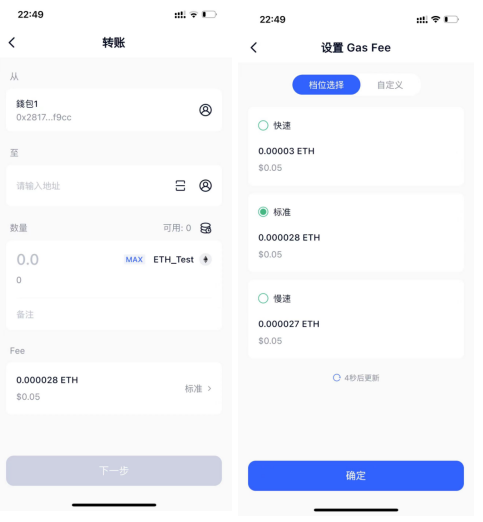 22:49
转账
从
錢包1
0x2817...f9cc
至
请输入地址
数量
可用: 0
0.0
MAX
ETH_Test
0
备注
Fee
0.000028 ETH
$0.05
标准
下一步
22:49
设置 Gas Fee
档位选择
自定义
快速
0.00003 ETH
$0.05
标准
0.000028 ETH
$0.05
慢速
0.000027 ETH
$0.05
4秒后更新
确定